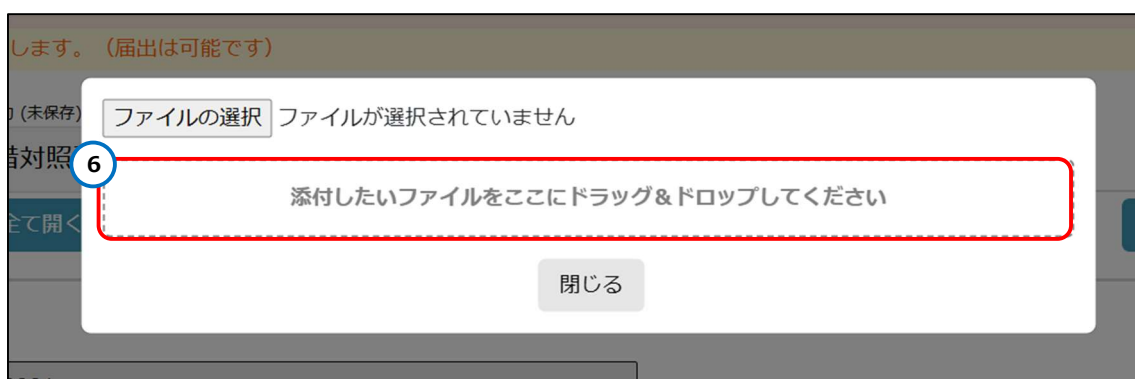 します。（届出は可能です）
(未保存)
ファイルの選択 ファイルが選択されていません
借対照
6
添付したいファイルをここにドラッグ&ドロップしてください
全て開く
閉じる